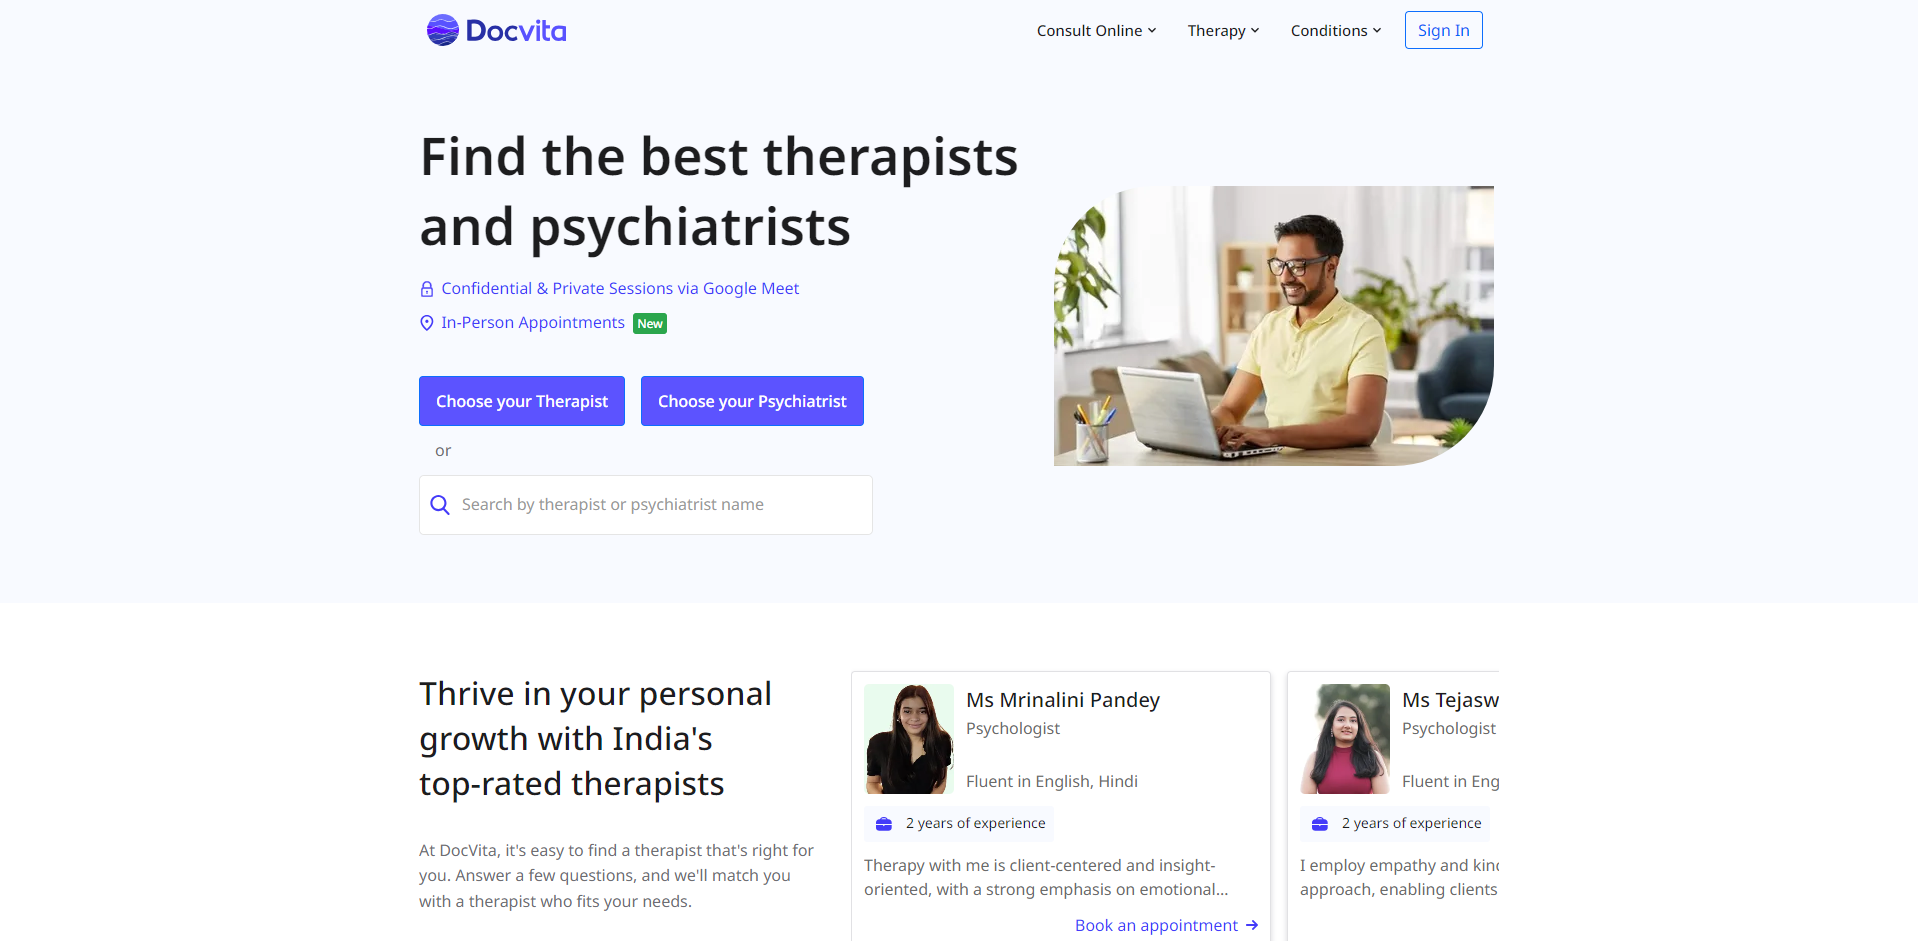 Docvita
Consult Online
Therapy
Conditions
Sign In
Find the best therapists
and psychiatrists
Confidential & Private Sessions via Google Meet
In-Person Appointments New
Choose your Therapist
Choose your Psychiatrist
or
Search by therapist or psychiatrist name
Thrive in your personal
growth with India's
top-rated therapists
At DocVita, it's easy to find a therapist that's right for
you. Answer a few questions, and we'll match you
with a therapist who fits your needs.
Ms Mrinalini Pandey
Psychologist
Fluent in English, Hindi
2 years of experience
Therapy with me is client-centered and insight-
oriented, with a strong emphasis on emotional...
Book an appointment
Ms Tejasw
Psychologist
Fluent in Eng
2 years of experience
I employ empathy and kind
approach, enabling clients